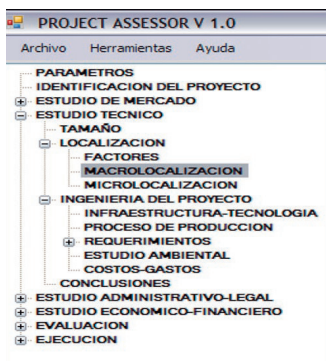 PROJECT ASSESSOR V 1.0
Archivo Herramientas Ayuda
PARAMETROS
IDENTIFICACION DEL PROYECTO
ESTUDIO DE MERCADO
ESTUDIO TECNICO
TAMAÑO
LOCALIZACION
FACTORES
MACROLOCALIZACION
MICROLOCALIZACION
INGENIERIA DEL PROYECTO
INFRAESTRUCTURA-TECNOLOGIA
PROCESO DE PRODUCCION
REQUERIMIENTOS
ESTUDIO AMBIENTAL
COSTOS-GASTOS
CONCLUSIONES
ESTUDIO ADMINISTRATIVO-LEGAL
ESTUDIO ECONOMICO-FINANCIERO
EVALUACION
EJECUCION